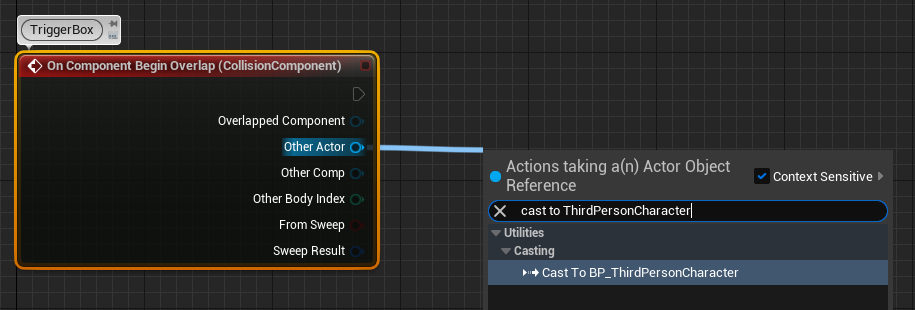 TriggerBox
On Component Begin Overlap (CollisionComponent)
Overlapped Component
Other Actor
Other Comp
Other Body Index
From Sweep
Sweep Result
Actions taking a(n) Actor Object
Reference
Context Sensitive
cast to ThirdPersonCharacter
Utilities
Casting
Cast To BP_ThirdPersonCharacter